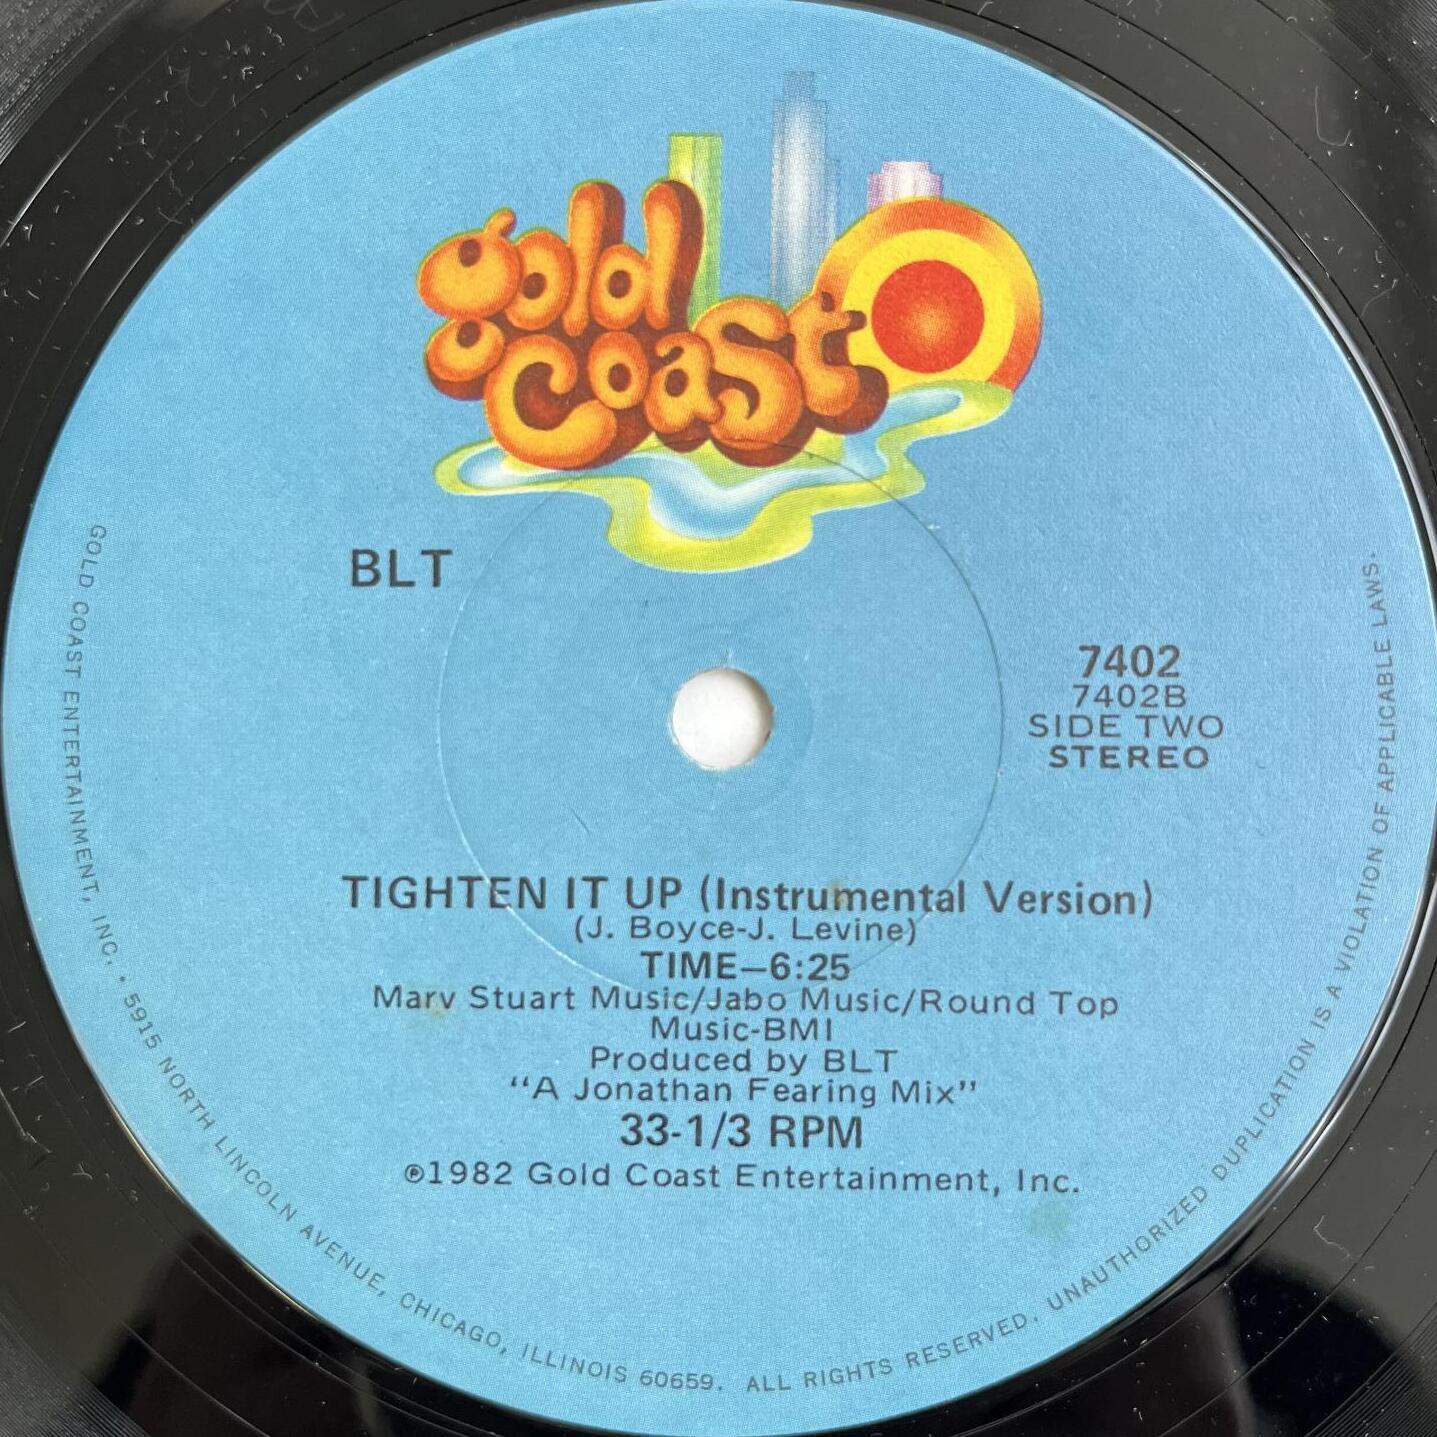 gold
coast
BLT
7402
7402B
SIDE TWO
STEREO
TIGHTEN IT UP (Instrumental Version)
(J. Boyce-J. Levine)
TIME—6:25
Marv Stuart Music/Jabo Music/Round Top
Music-BMI
Produced by BLT
“A Jonathan Fearing Mix”
33-1/3 RPM
℗1982 Gold Coast Entertainment, Inc.
GOLD COAST ENTERTAINMENT, INC. • 5915 NORTH LINCOLN AVENUE, CHICAGO, ILLINOIS 60659. ALL RIGHTS RESERVED. UNAUTHORIZED DUPLICATION IS A VIOLATION OF APPLICABLE LAWS.